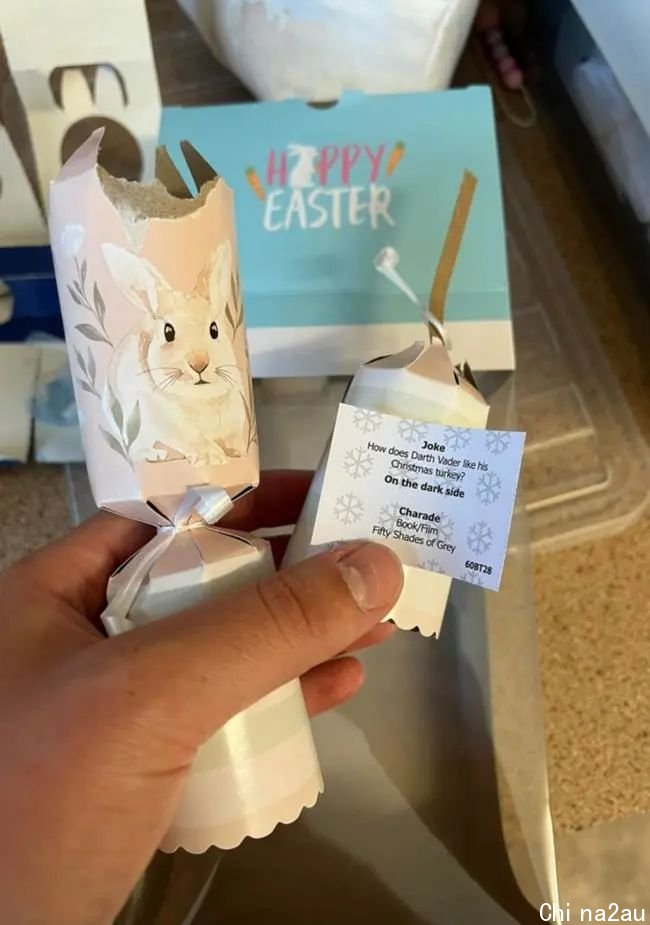 HAPPY
EASTER
Joke
How does Darth Vader like his
Christmas turkey?
On the dark side
Charade
Book/Film
Fifty Shades of Grey
60BT28
Chi na2au